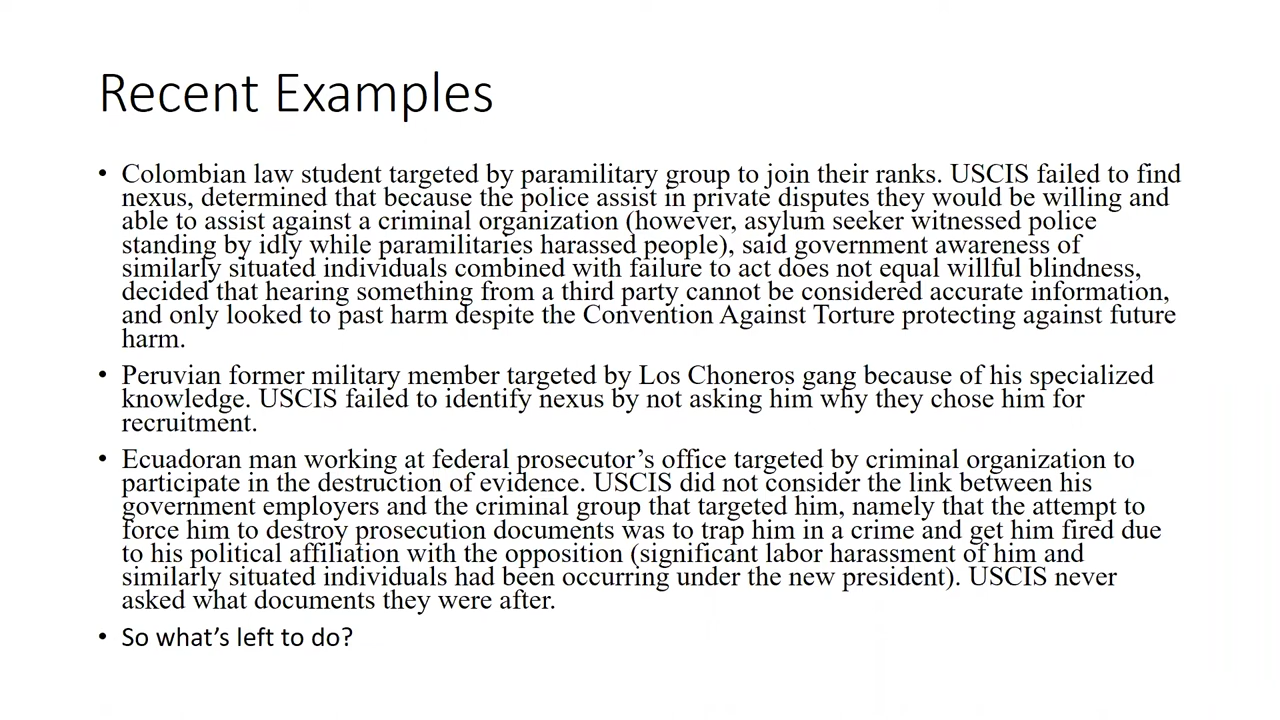 Recent Examples
• Colombian law student targeted by paramilitary group to join their ranks. USCIS failed to find
nexus, determined that because the police assist in private disputes they would be willing and
able to assist against a criminal organization (however, asylum seeker witnessed police
standing by idly while paramilitaries harassed people), said government awareness of
similarly situated individuals combined with failure to act does not equal willful blindness,
decided that hearing something from a third party cannot be considered accurate information,
and only looked to past harm despite the Convention Against Torture protecting against future
harm.
• Peruvian former military member targeted by Los Choneros gang because of his specialized
knowledge. USCIS failed to identify nexus by not asking him why they chose him for
recruitment.
• Ecuadoran man working at federal prosecutor’s office targeted by criminal organization to
participate in the destruction of evidence. USCIS did not consider the link between his
government employers and the criminal group that targeted him, namely that the attempt to
force him to destroy prosecution documents was to trap him in a crime and get him fired due
to his political affiliation with the opposition (significant labor harassment of him and
similarly situated individuals had been occurring under the new president). USCIS never
asked what documents they were after.
• So what’s left to do?